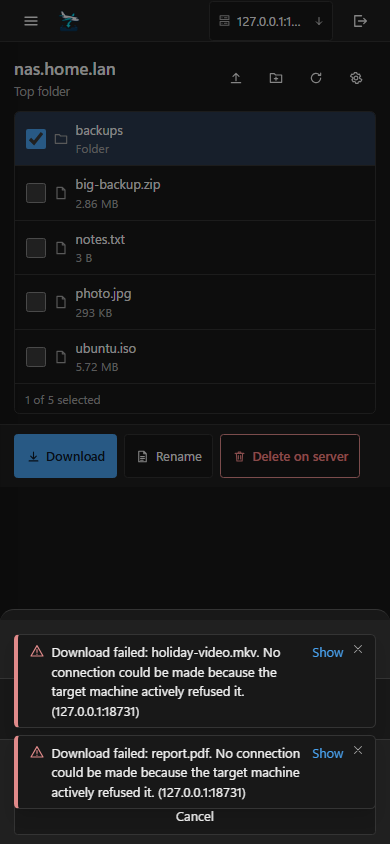 127.0.0.1:1...
nas.home.lan
Top folder
backups
Folder
big-backup.zip
2.86 MB
notes.txt
3 B
photo.jpg
293 KB
ubuntu.iso
5.72 MB
1 of 5 selected
Download
Rename
Delete on server
Download failed: holiday-video.mkv. No
Show
connection could be made because the
target machine actively refused it.
(127.0.0.1:18731)
Download failed: report.pdf. No connection
Show
could be made because the target machine
actively refused it. (127.0.0.1:18731)
Cancel